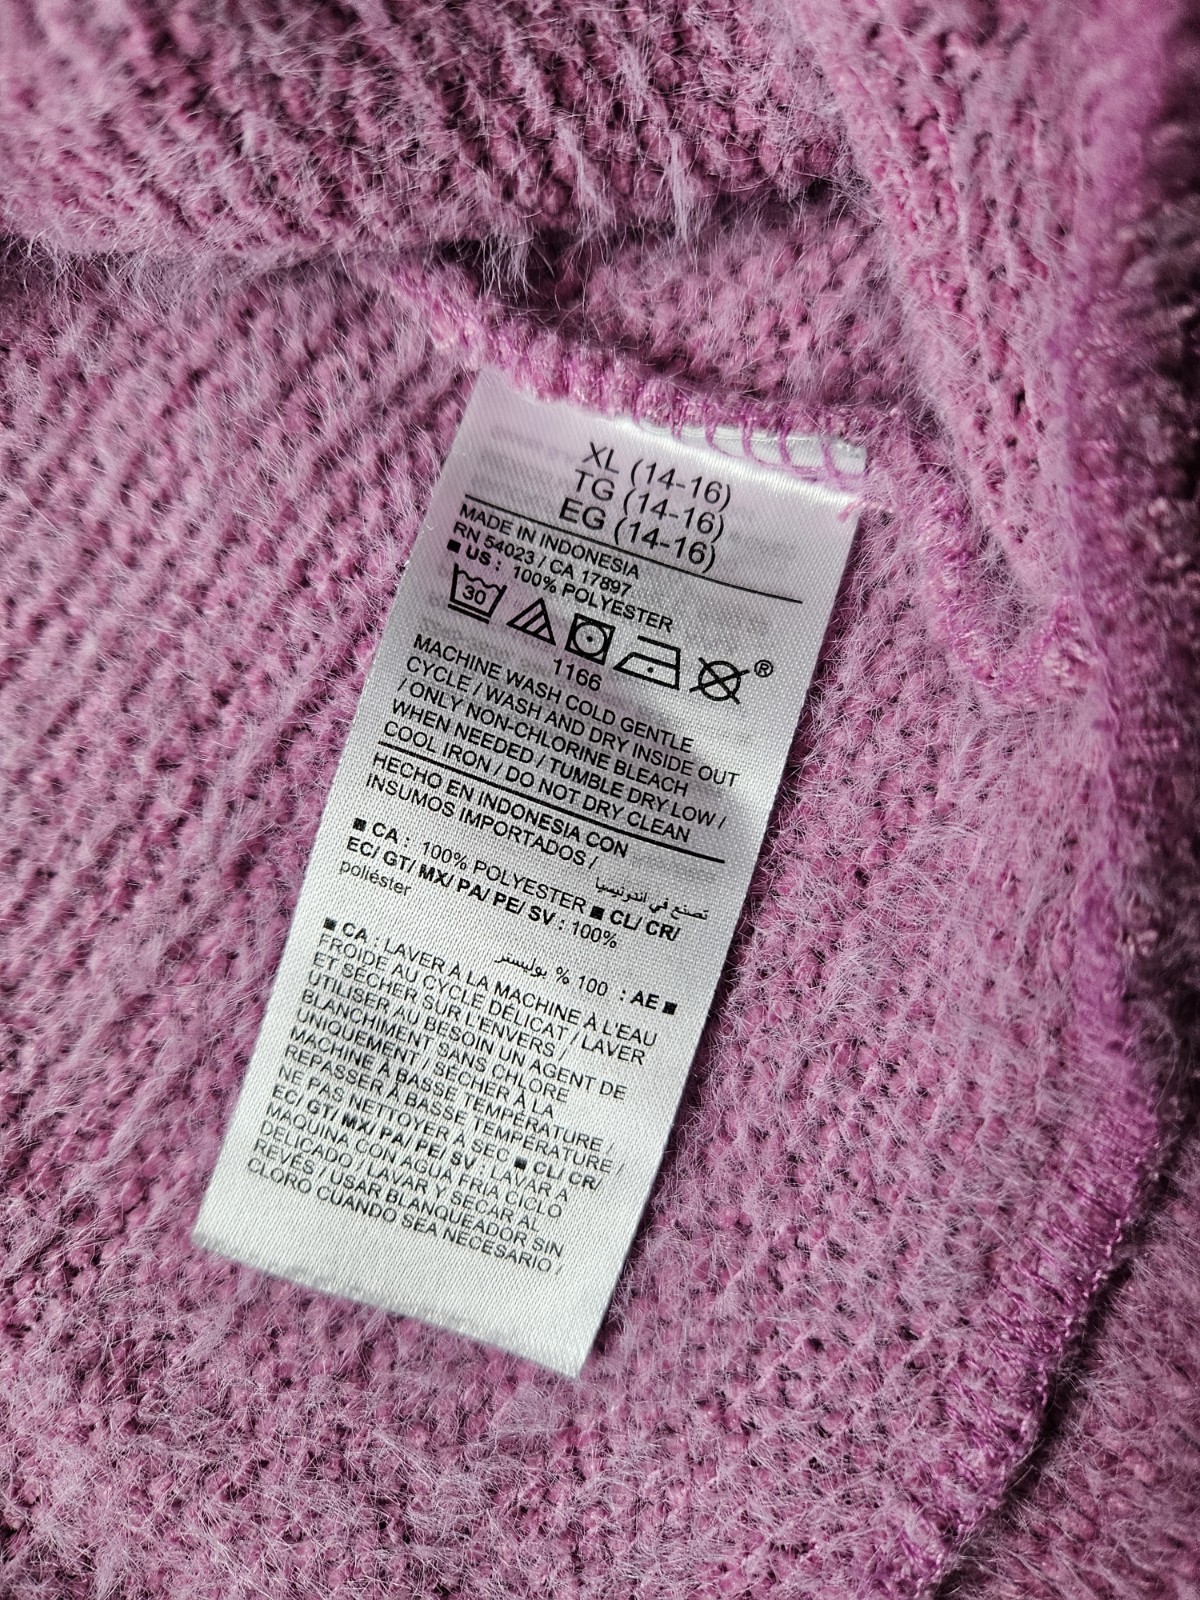 XL (14-16)
TG (14-16)
EG (14-16)
MADE IN INDONESIA
RN 54023 / CA 17897
■ US : 100% POLYESTER
30
®
1166
MACHINE WASH COLD GENTLE
CYCLE / WASH AND DRY INSIDE OUT
/ ONLY NON-CHLORINE BLEACH
WHEN NEEDED / TUMBLE DRY LOW /
COOL IRON / DO NOT DRY CLEAN
HECHO EN INDONESIA CON
INSUMOS IMPORTADOS /
تصنع في اندونيسيا
■ CA : 100% POLYESTER ■ CL/ CR/
EC/ GT/ MX/ PA/ PE/ SV : 100%
poliéster
■ AE : 100 % بوليستر
■ CA : LAVER À LA MACHINE À L'EAU
FROIDE AU CYCLE DÉLICAT / LAVER
ET SÉCHER SUR L'ENVERS /
UTILISER AU BESOIN UN AGENT DE
BLANCHIMENT SANS CHLORE
UNIQUEMENT / SÉCHER À LA
MACHINE À BASSE TEMPÉRATURE /
REPASSER À BASSE TEMPÉRATURE /
NE PAS NETTOYER À SEC ■ CL/ CR/
EC/ GT/ MX/ PA/ PE/ SV : LAVAR A
MAQUINA CON AGUA FRIA CICLO
DELICADO / LAVAR Y SECAR AL
REVÉS / USAR BLANQUEADOR SIN
CLORO CUANDO SEA NECESARIO /